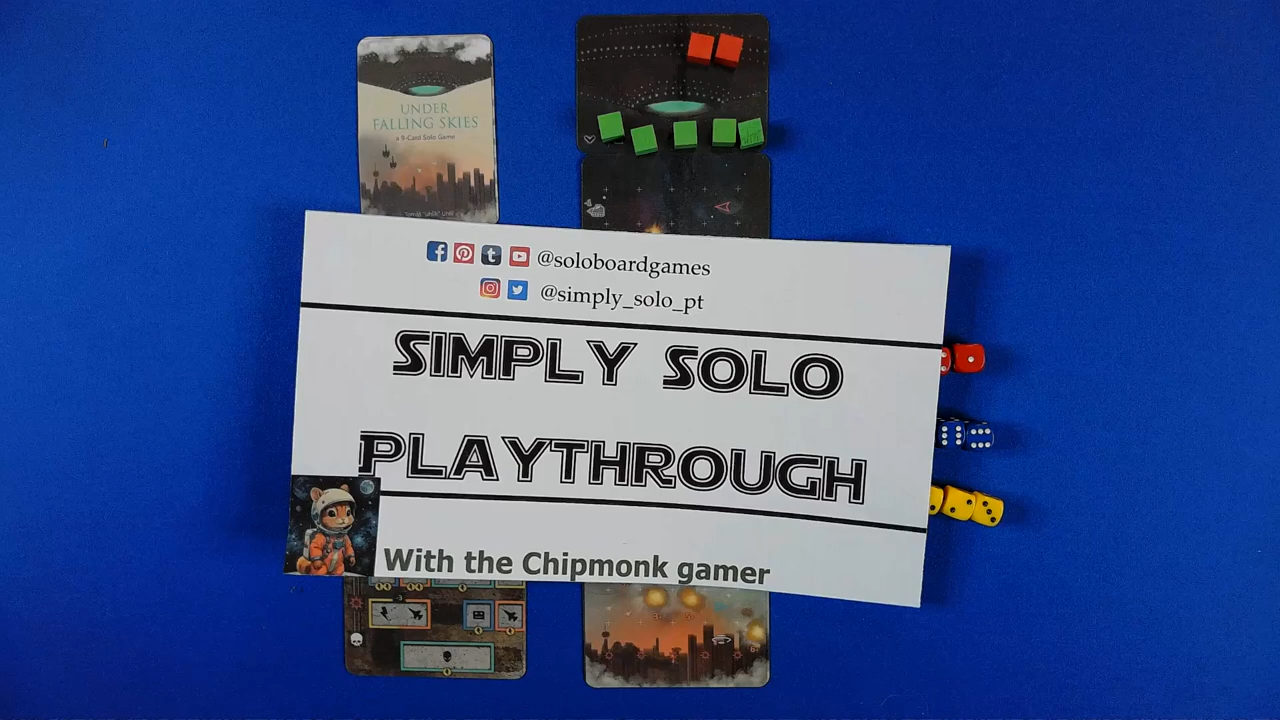 UNDER
FALLING SKIES
a 9-Card Solo Game
@soloboardgames
@simply_solo_pt
SIMPLY SOLO
PLAYTHROUGH
With the Chipmonk gamer